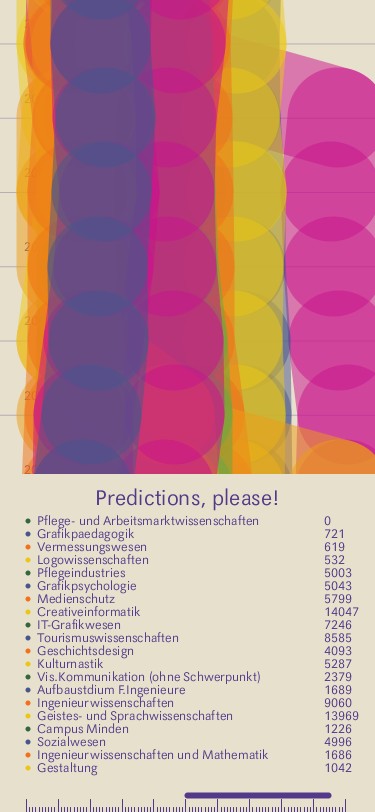 Predictions, please!
Pflege- und Arbeitsmarktwissenschaften 0
Grafikpaedagogik 721
Vermessungswesen 619
Logowissenschaften 532
Pflegeindustries 5003
Grafikpsychologie 5043
Medienschutz 5799
Creativeinformatik 14047
IT-Grafikwesen 7246
Tourismuswissenschaften 8585
Geschichtsdesign 4093
Kulturnastik 5287
Vis.Kommunikation (ohne Schwerpunkt) 2379
Aufbaustdium F.Ingenieure 1689
Ingenieurwissenschaften 9060
Geistes- und Sprachwissenschaften 13969
Campus Minden 1226
Sozialwesen 4996
Ingenieurwissenschaften und Mathematik 1686
Gestaltung 1042